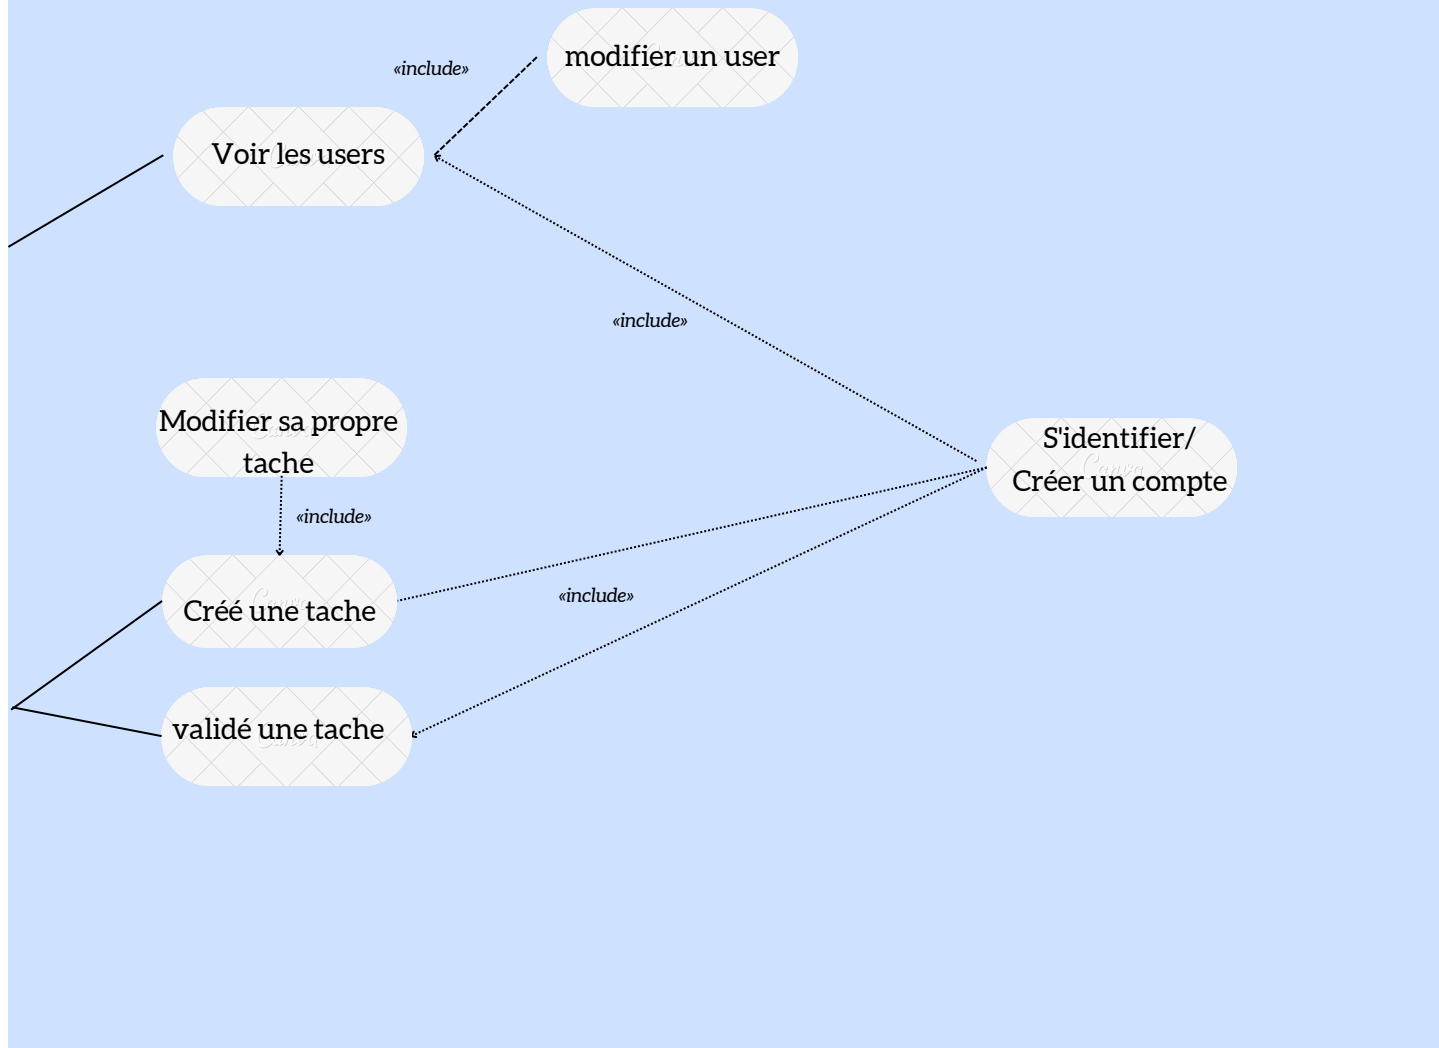 modifier un user
«include»
Voir les users
«include»
Modifier sa propre
tache
S'identifier/
Créer un compte
«include»
Créé une tache
«include»
validé une tache